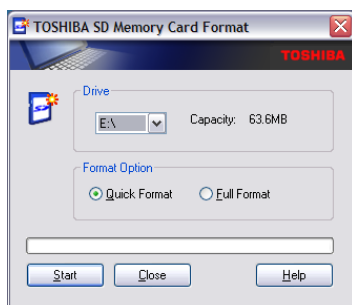 TOSHIBA SD Memory Card Format
TOSHIBA
Drive
E:\ Capacity: 63.6MB
Format Option
Quick Format Full Format
Start Close Help